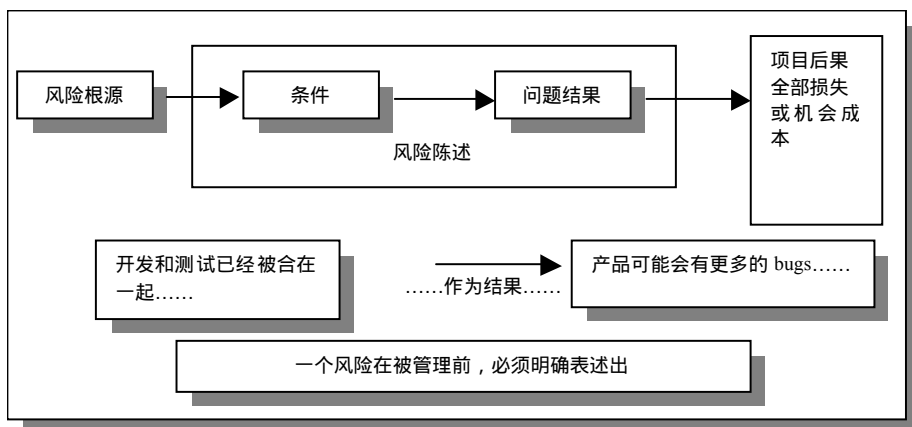 风险根源
条件
问题结果
项目后果
全部损失
或机会成
本
风险陈述
开发和测试已经被合在
一起……
……作为结果……
产品可能会有更多的 bugs……
一个风险在被管理前，必须明确表述出